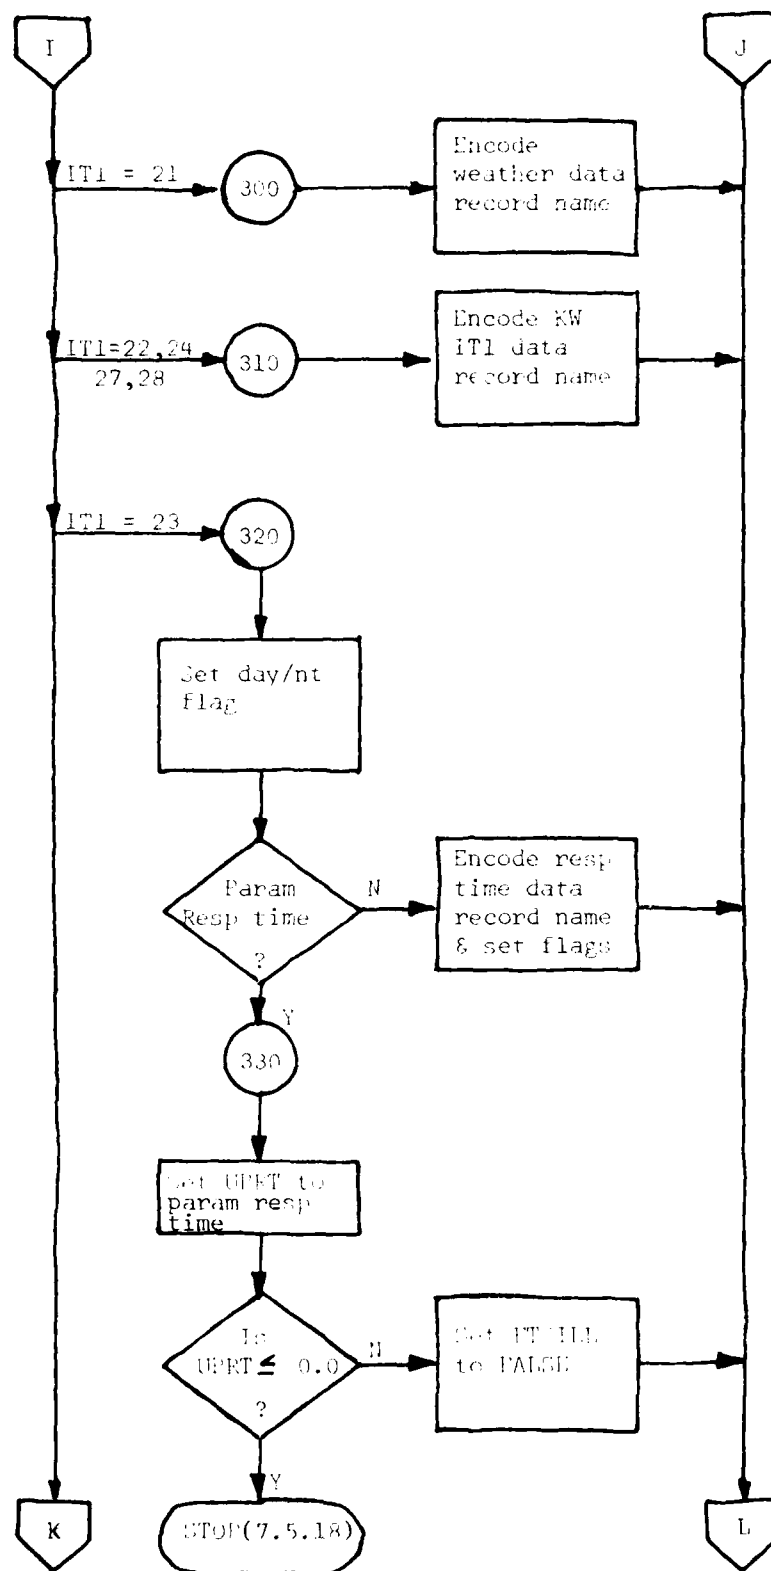 I
J
IT1 = 21
300
Encode
weather data
record name
IT1=22,24
27,28
310
Encode KW
IT1 data
record name
IT1 = 23
320
Set day/nt
flag
Param
Resp time
?
N
Encode resp
time data
record name
& set flags
Y
330
Set UPRT to
param resp
time
Is
UPRT ≤ 0.0
?
N
Set
to FALSE
Y
STOP(7.5.18)
K
L